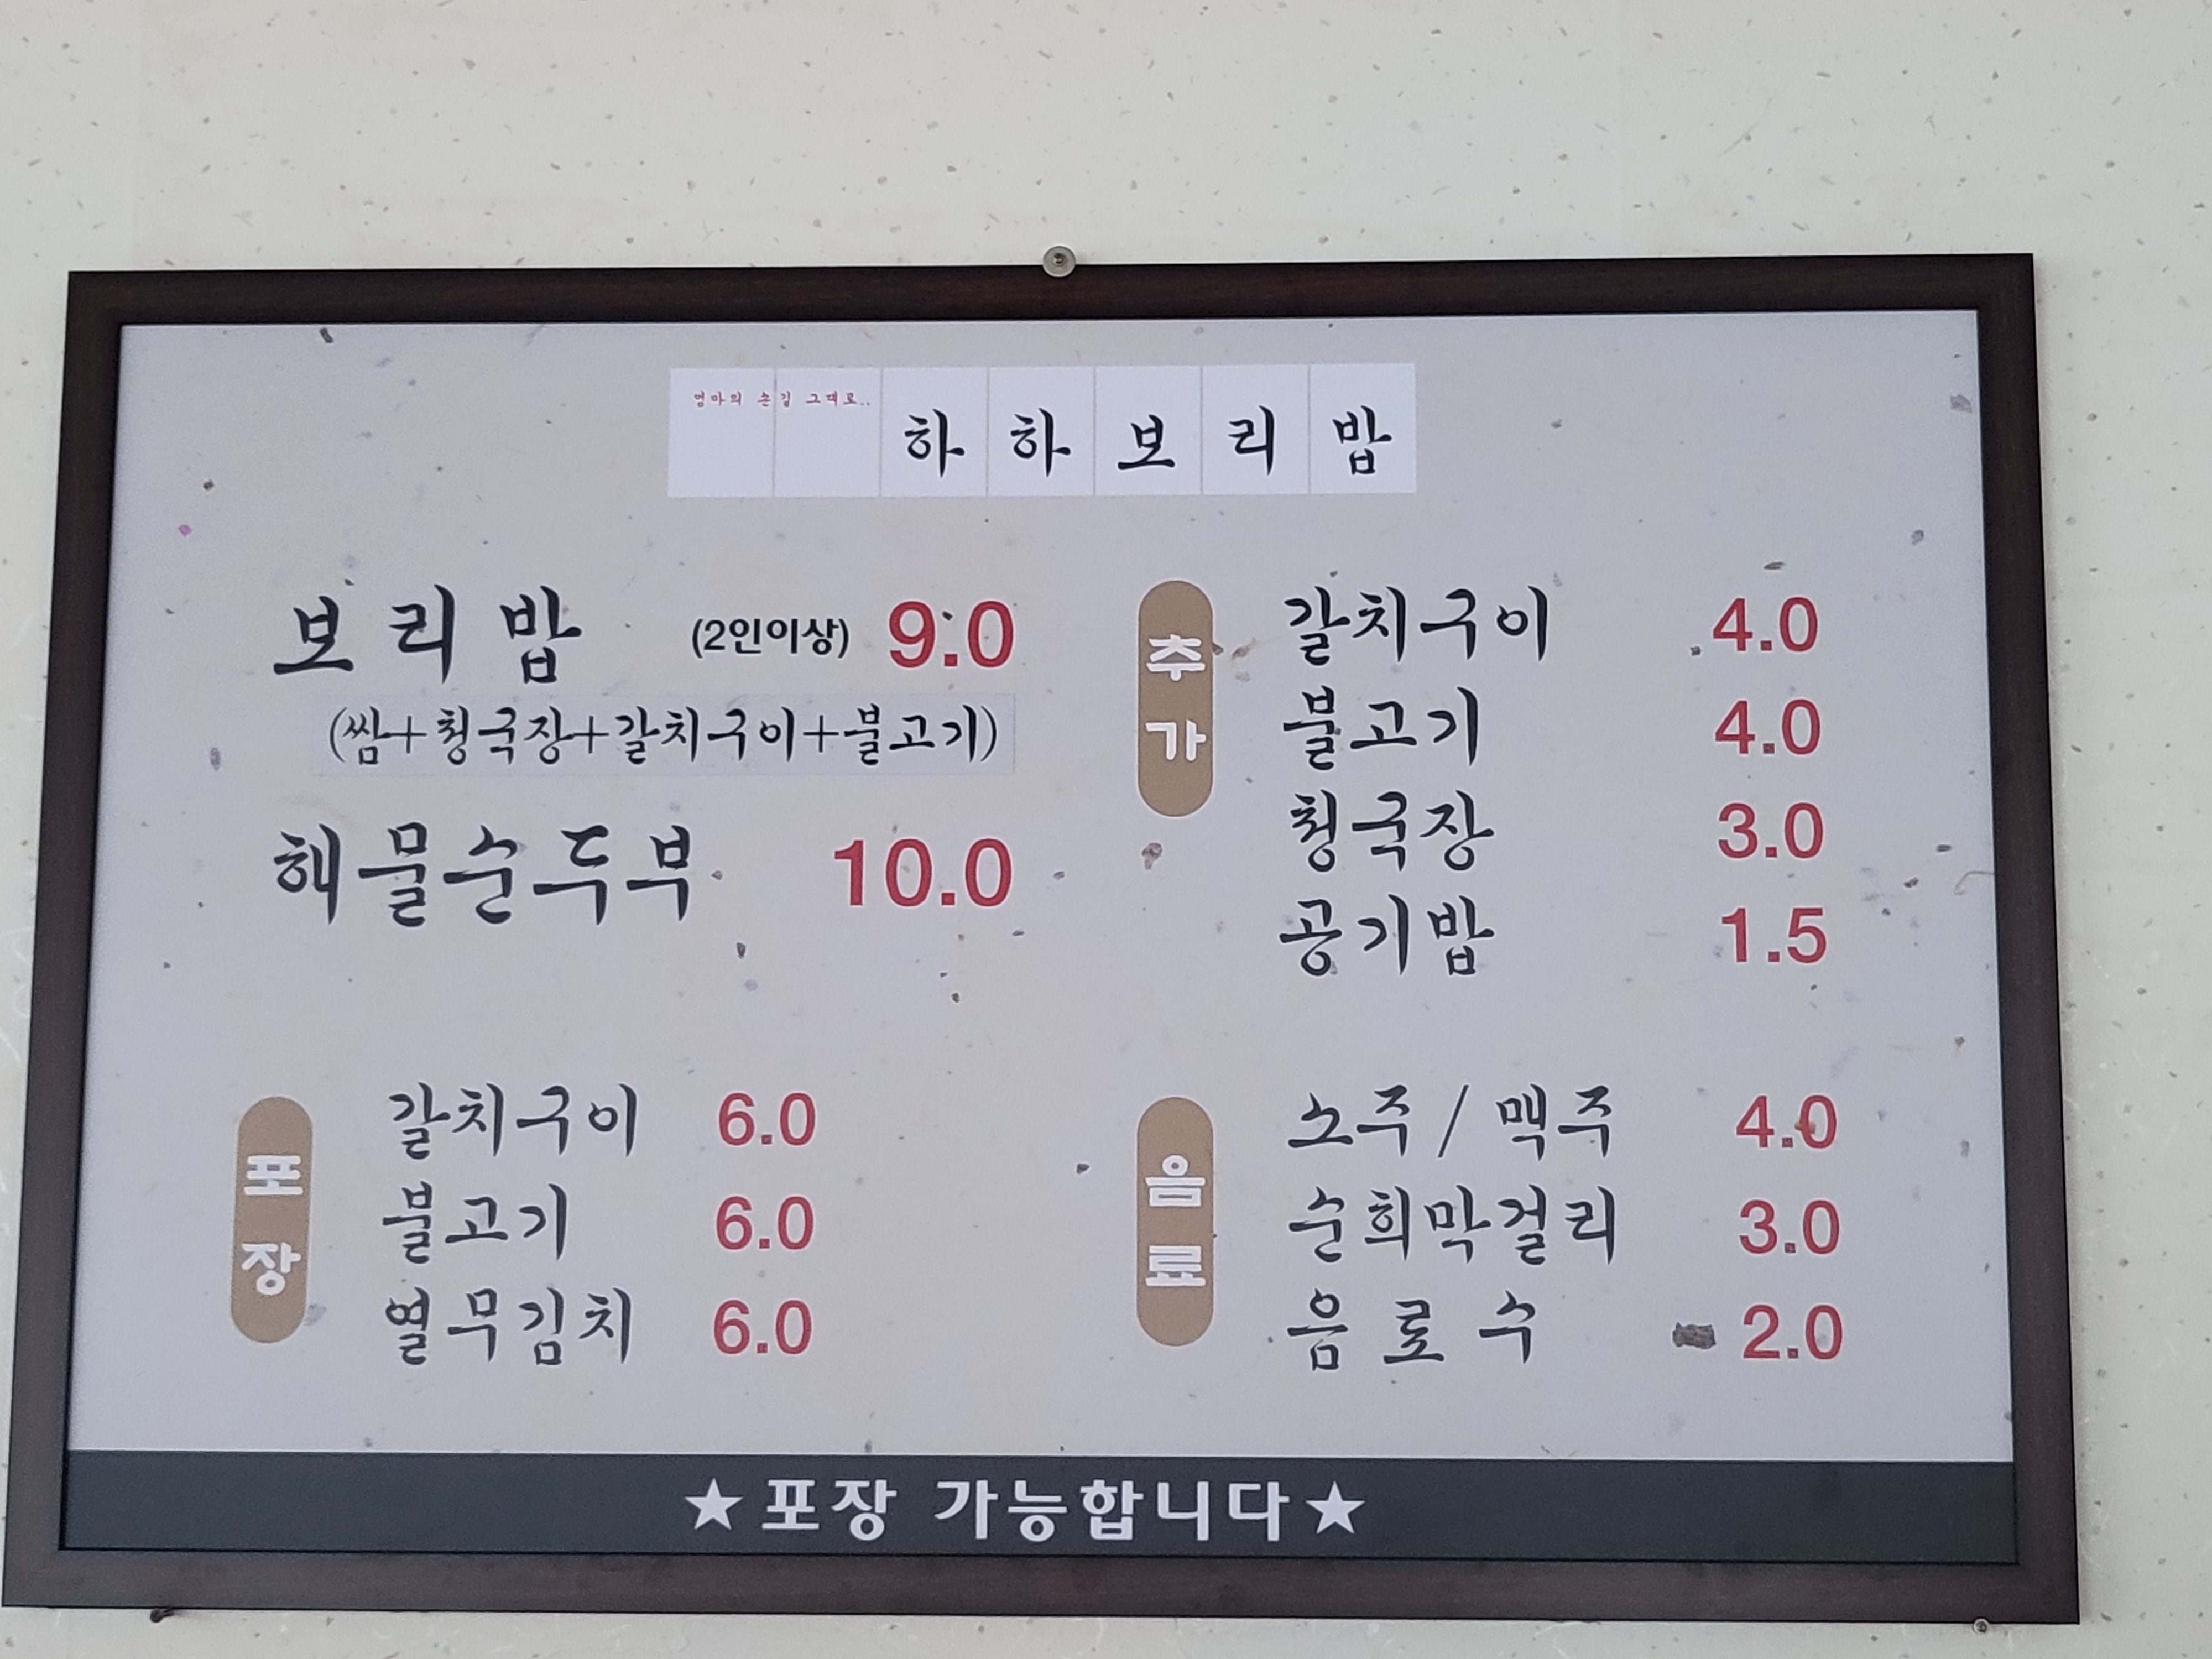 엄마의 손길 그대로..
하하보리밥
보리밥 (2인이상) 9.0
(쌈+청국장+갈치구이+불고기)
해물순두부 10.0
추가
갈치구이 4.0
불고기 4.0
청국장 3.0
공기밥 1.5
포장
갈치구이 6.0
불고기 6.0
열무김치 6.0
음료
소주 / 맥주 4.0
순희막걸리 3.0
음료수 2.0
★포장 가능합니다★